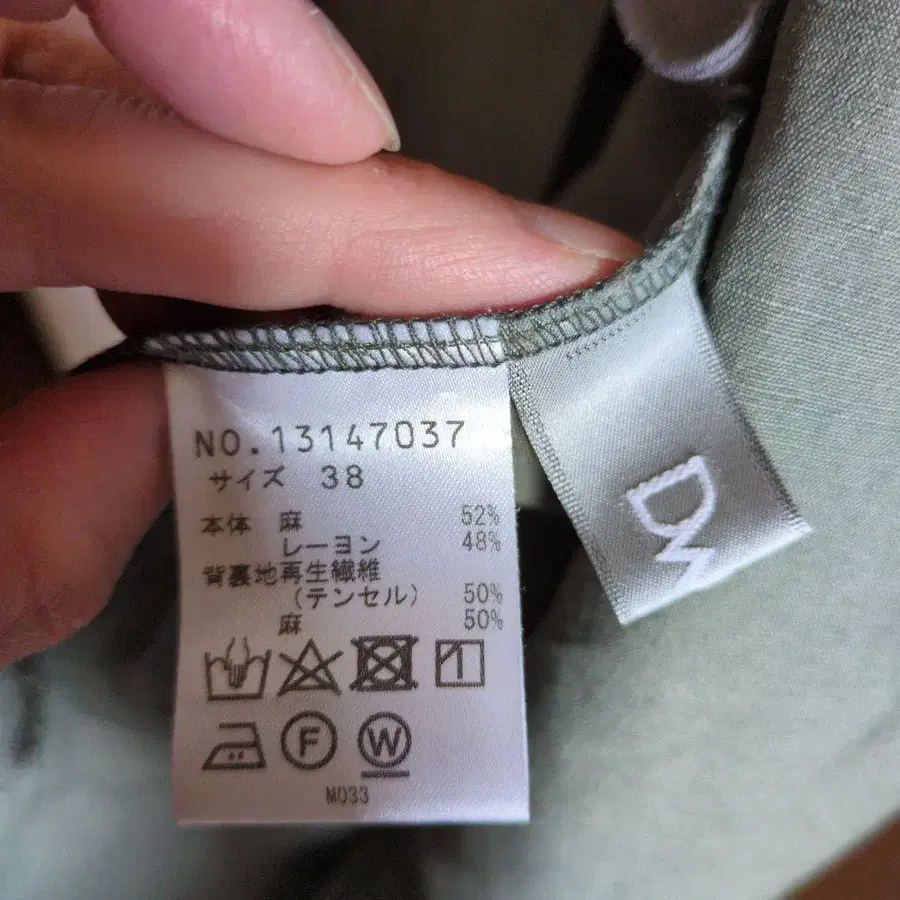 NO.13147037
サイズ 38
本体 麻 52%
レーヨン 48%
背裏地再生繊維
(テンセル) 50%
麻 50%
F W
M033